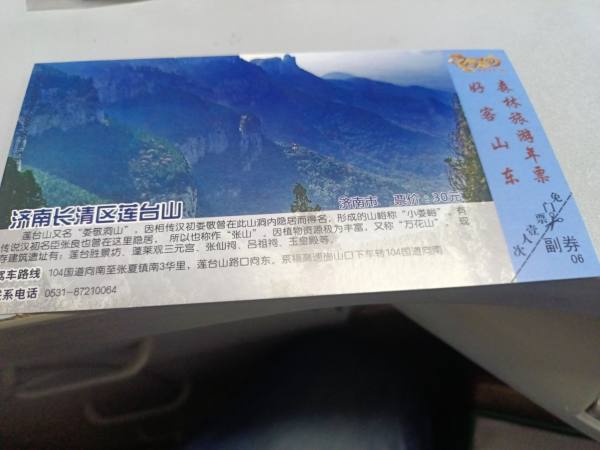 济南长清区莲台山
济南市 票价：30元
莲台山又名“娄敬洞山”，因相传汉初娄敬曾在此山洞内隐居而得名，形成的山峪称“小娄峪”，有
传说汉初名臣张良也曾在这里隐居，所以也称作“张山”，因植物资源极为丰富，又称“万花山”，现
存建筑遗址有：莲台胜景坊、蓬莱观三元宫、张仙祠、吕祖祠、玉皇殿等。
驾车路线 104国道向南至张夏镇南3华里，莲台山路口向东。京福高速崮山口下车转104国道向南
联系电话 0531-87210064
森林旅游年票
好客山东
副券
06